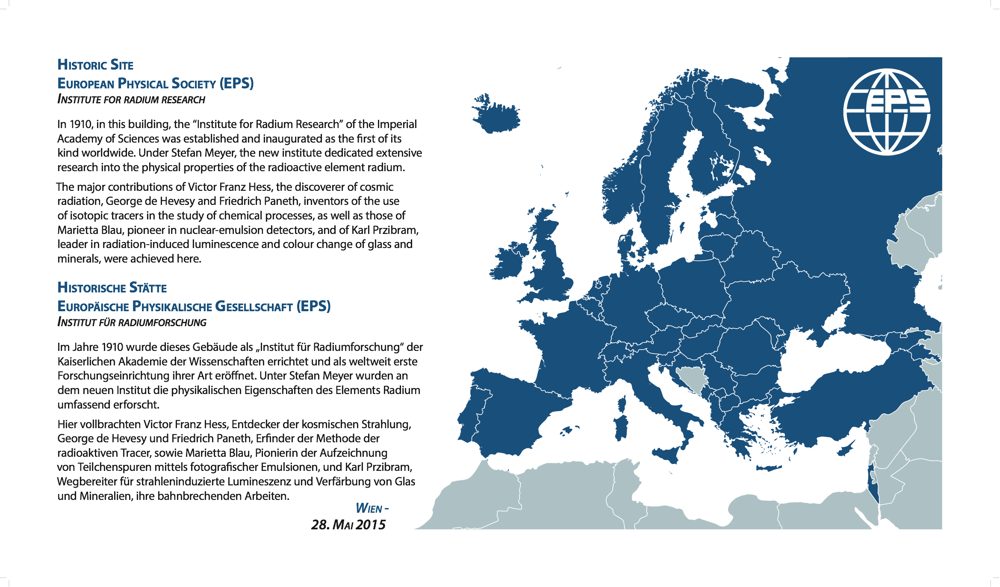 Historic Site
European Physical Society (EPS)
Institute for radium research
In 1910, in this building, the “Institute for Radium Research” of the Imperial
Academy of Sciences was established and inaugurated as the first of its
kind worldwide. Under Stefan Meyer, the new institute dedicated extensive
research into the physical properties of the radioactive element radium.
The major contributions of Victor Franz Hess, the discoverer of cosmic
radiation, George de Hevesy and Friedrich Paneth, inventors of the use
of isotopic tracers in the study of chemical processes, as well as those of
Marietta Blau, pioneer in nuclear-emulsion detectors, and of Karl Przibram,
leader in radiation-induced luminescence and colour change of glass and
minerals, were achieved here.
Historische Stätte
Europäische Physikalische Gesellschaft (EPS)
Institut für radiumforschung
Im Jahre 1910 wurde dieses Gebäude als „Institut für Radiumforschung“ der
Kaiserlichen Akademie der Wissenschaften errichtet und als weltweit erste
Forschungseinrichtung ihrer Art eröffnet. Unter Stefan Meyer wurden an
dem neuen Institut die physikalischen Eigenschaften des Elements Radium
umfassend erforscht.
Hier vollbrachten Victor Franz Hess, Entdecker der kosmischen Strahlung,
George de Hevesy und Friedrich Paneth, Erfinder der Methode der
radioaktiven Tracer, sowie Marietta Blau, Pionierin der Aufzeichnung
von Teilchenspuren mittels fotografischer Emulsionen, und Karl Przibram,
Wegbereiter für strahleninduzierte Lumineszenz und Verfärbung von Glas
und Mineralien, ihre bahnbrechenden Arbeiten.
Wien -
28. Mai 2015
EPS